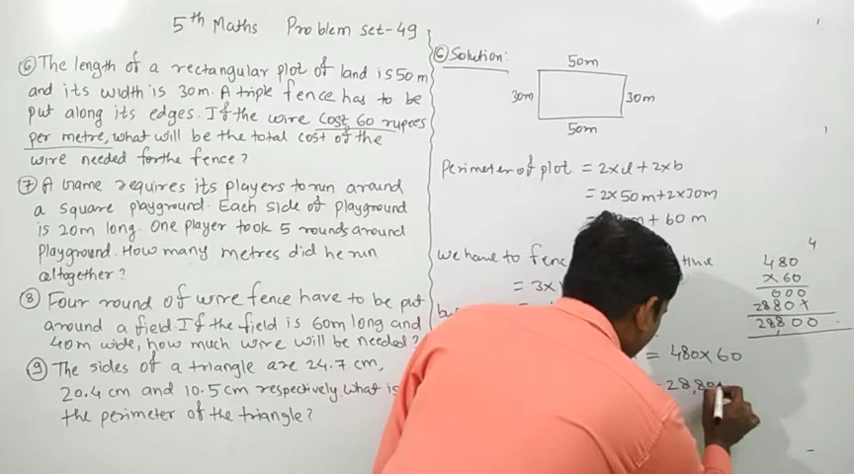 5th Maths Problem set-49
⑥ The length of a rectangular plot of land is 50 m
and its width is 30m. A triple fence has to be
put along its edges. If the wire cost 60 rupees
per metre, what will be the total cost of the
wire needed for the fence?
⑦ A game requires its players to run around
a square playground. Each side of playground
is 20m long. One player took 5 rounds around
playground. How many metres did he run
altogether?
⑧ Four round of wire fence have to be put
around a field. If the field is 60m long and
40m wide, how much wire will be needed?
⑨ The sides of a triangle are 24.7 cm,
20.4 cm and 10.5cm respectively. what is
the perimeter of the triangle?
⑥ Solution:
50m
30m
30m
50m
Perimeter of plot = 2×l + 2×b
= 2×50m+2×30m
+ 60 m
We have to
= 3×
480
×60
000
2880×
28,800
4
= 480×60
28,80